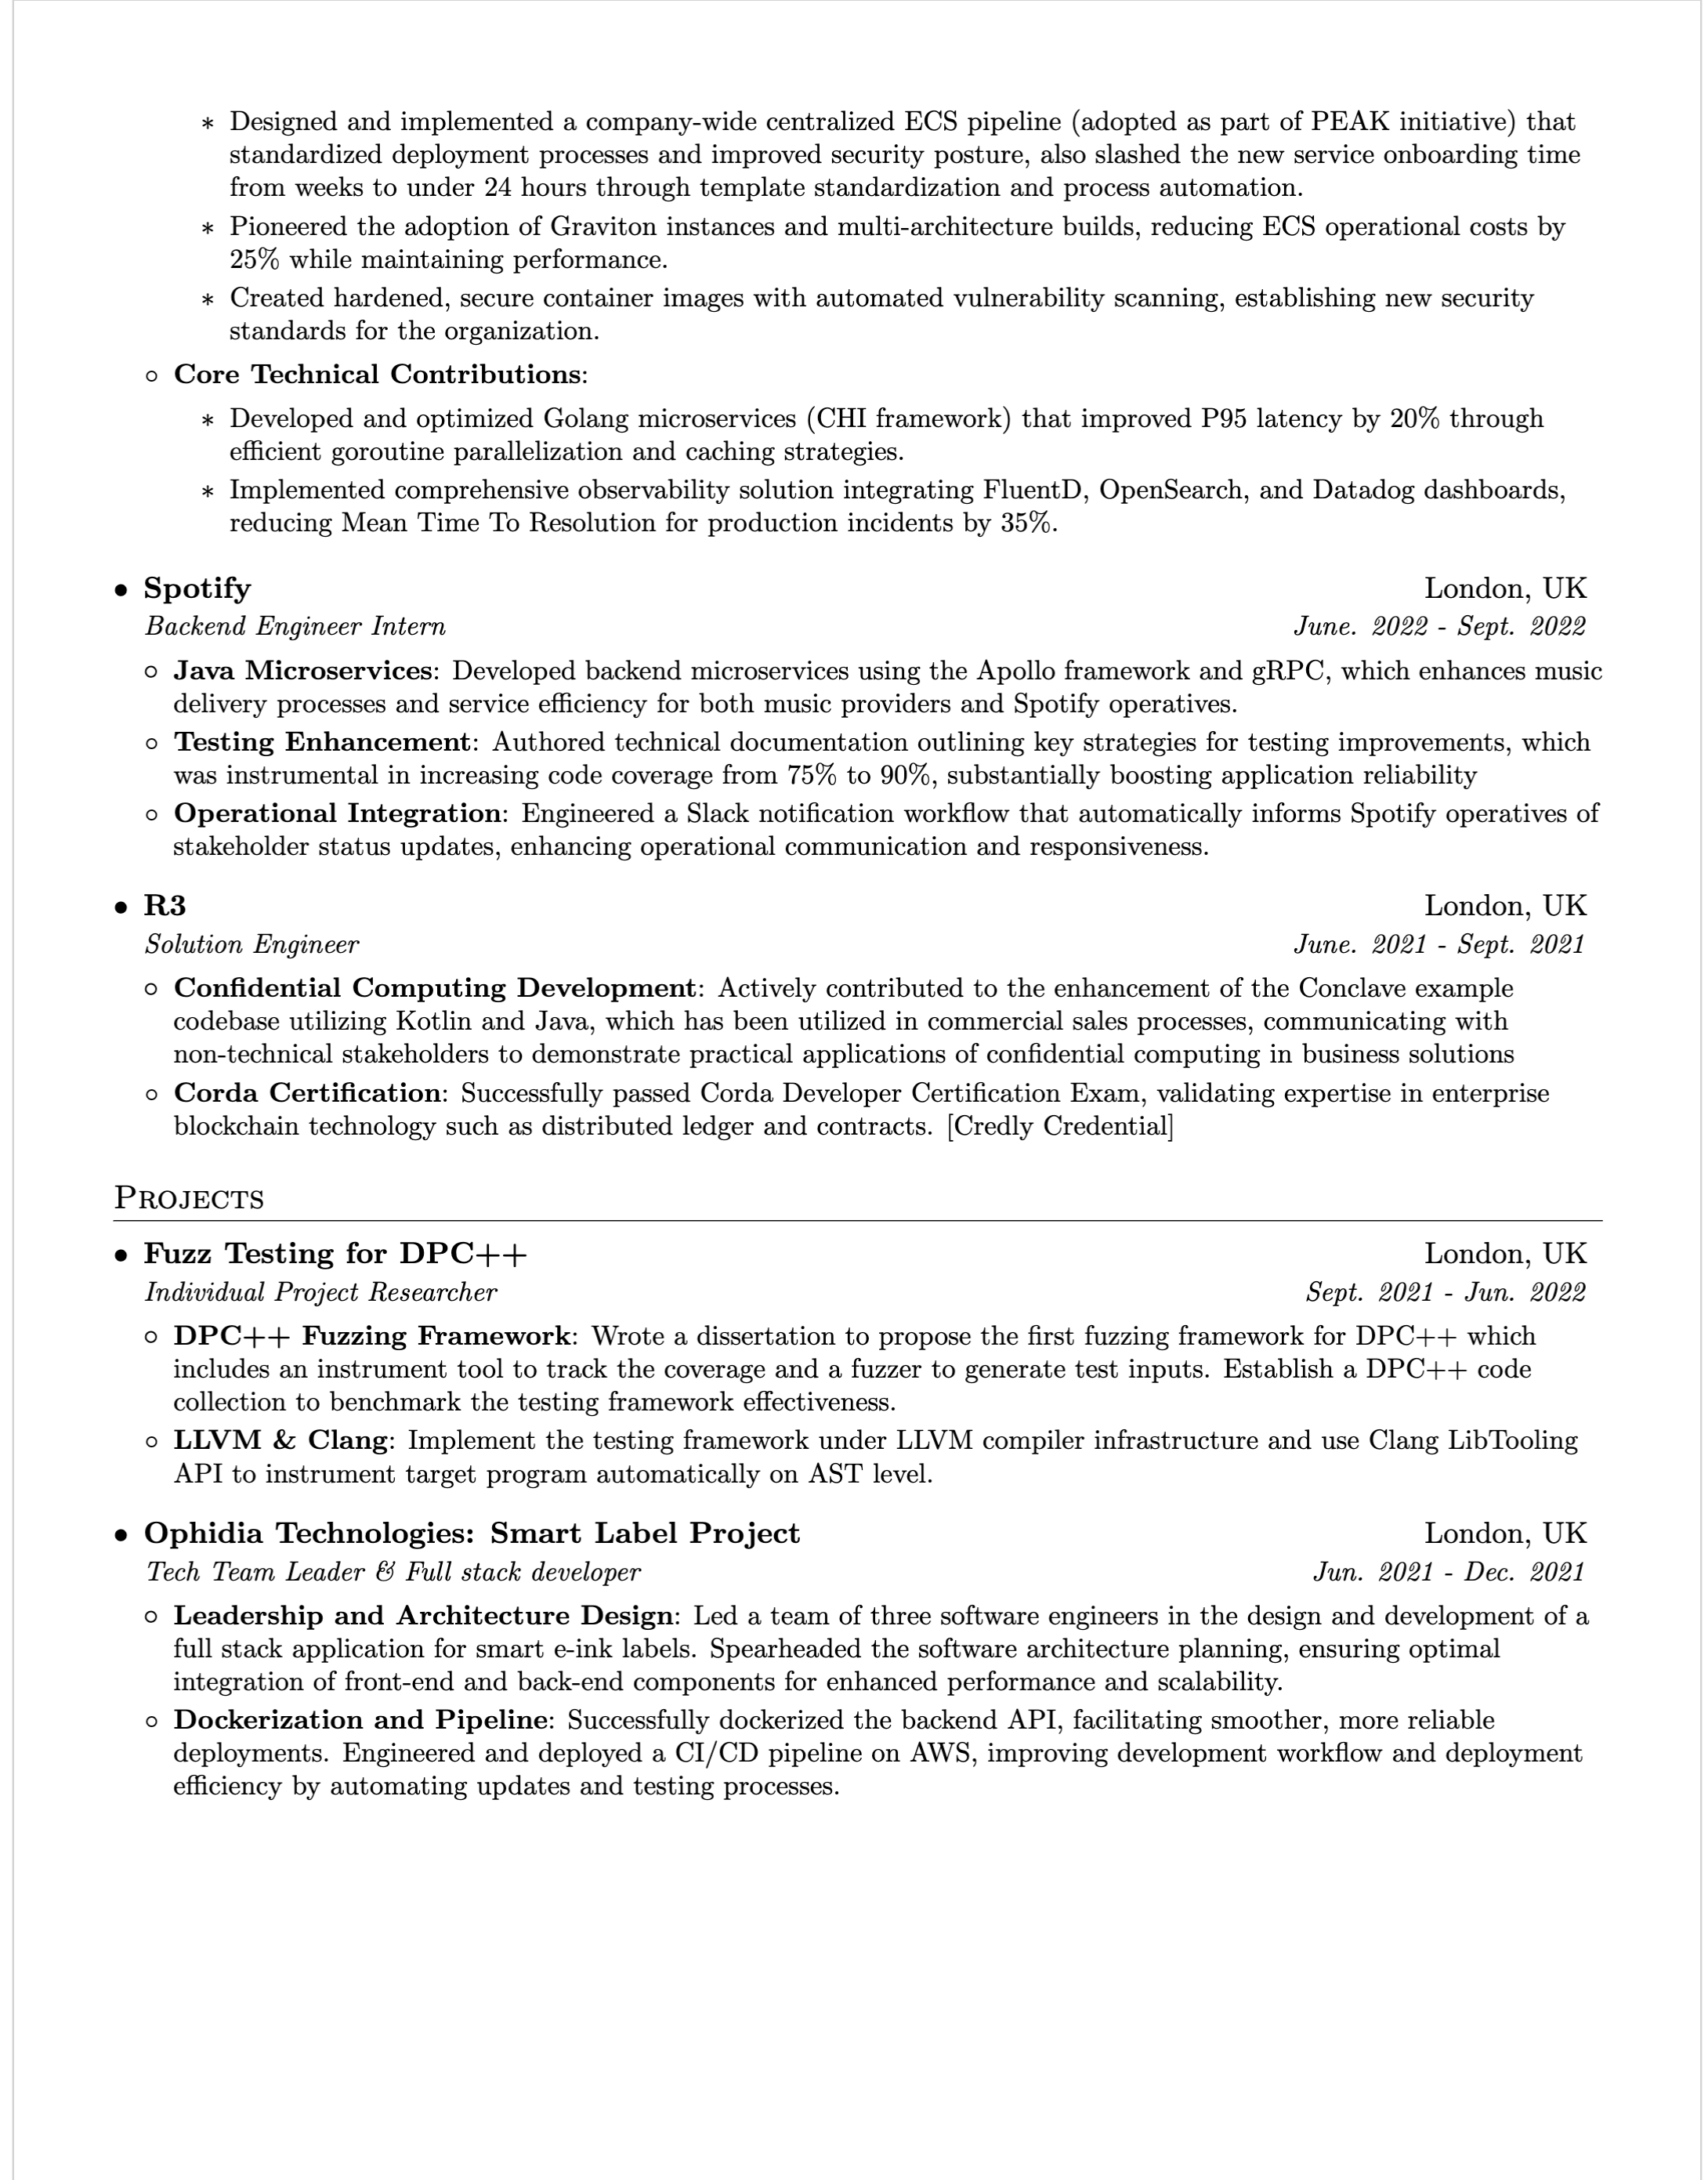 * Designed and implemented a company-wide centralized ECS pipeline (adopted as part of PEAK initiative) that
standardized deployment processes and improved security posture, also slashed the new service onboarding time
from weeks to under 24 hours through template standardization and process automation.
* Pioneered the adoption of Graviton instances and multi-architecture builds, reducing ECS operational costs by
25% while maintaining performance.
* Created hardened, secure container images with automated vulnerability scanning, establishing new security
standards for the organization.
○ Core Technical Contributions:
* Developed and optimized Golang microservices (CHI framework) that improved P95 latency by 20% through
efficient goroutine parallelization and caching strategies.
* Implemented comprehensive observability solution integrating FluentD, OpenSearch, and Datadog dashboards,
reducing Mean Time To Resolution for production incidents by 35%.
• Spotify London, UK
Backend Engineer Intern June. 2022 - Sept. 2022
○ Java Microservices: Developed backend microservices using the Apollo framework and gRPC, which enhances music
delivery processes and service efficiency for both music providers and Spotify operatives.
○ Testing Enhancement: Authored technical documentation outlining key strategies for testing improvements, which
was instrumental in increasing code coverage from 75% to 90%, substantially boosting application reliability
○ Operational Integration: Engineered a Slack notification workflow that automatically informs Spotify operatives of
stakeholder status updates, enhancing operational communication and responsiveness.
• R3 London, UK
Solution Engineer June. 2021 - Sept. 2021
○ Confidential Computing Development: Actively contributed to the enhancement of the Conclave example
codebase utilizing Kotlin and Java, which has been utilized in commercial sales processes, communicating with
non-technical stakeholders to demonstrate practical applications of confidential computing in business solutions
○ Corda Certification: Successfully passed Corda Developer Certification Exam, validating expertise in enterprise
blockchain technology such as distributed ledger and contracts. [Credly Credential]
Projects
• Fuzz Testing for DPC++ London, UK
Individual Project Researcher Sept. 2021 - Jun. 2022
○ DPC++ Fuzzing Framework: Wrote a dissertation to propose the first fuzzing framework for DPC++ which
includes an instrument tool to track the coverage and a fuzzer to generate test inputs. Establish a DPC++ code
collection to benchmark the testing framework effectiveness.
○ LLVM & Clang: Implement the testing framework under LLVM compiler infrastructure and use Clang LibTooling
API to instrument target program automatically on AST level.
• Ophidia Technologies: Smart Label Project London, UK
Tech Team Leader & Full stack developer Jun. 2021 - Dec. 2021
○ Leadership and Architecture Design: Led a team of three software engineers in the design and development of a
full stack application for smart e-ink labels. Spearheaded the software architecture planning, ensuring optimal
integration of front-end and back-end components for enhanced performance and scalability.
○ Dockerization and Pipeline: Successfully dockerized the backend API, facilitating smoother, more reliable
deployments. Engineered and deployed a CI/CD pipeline on AWS, improving development workflow and deployment
efficiency by automating updates and testing processes.